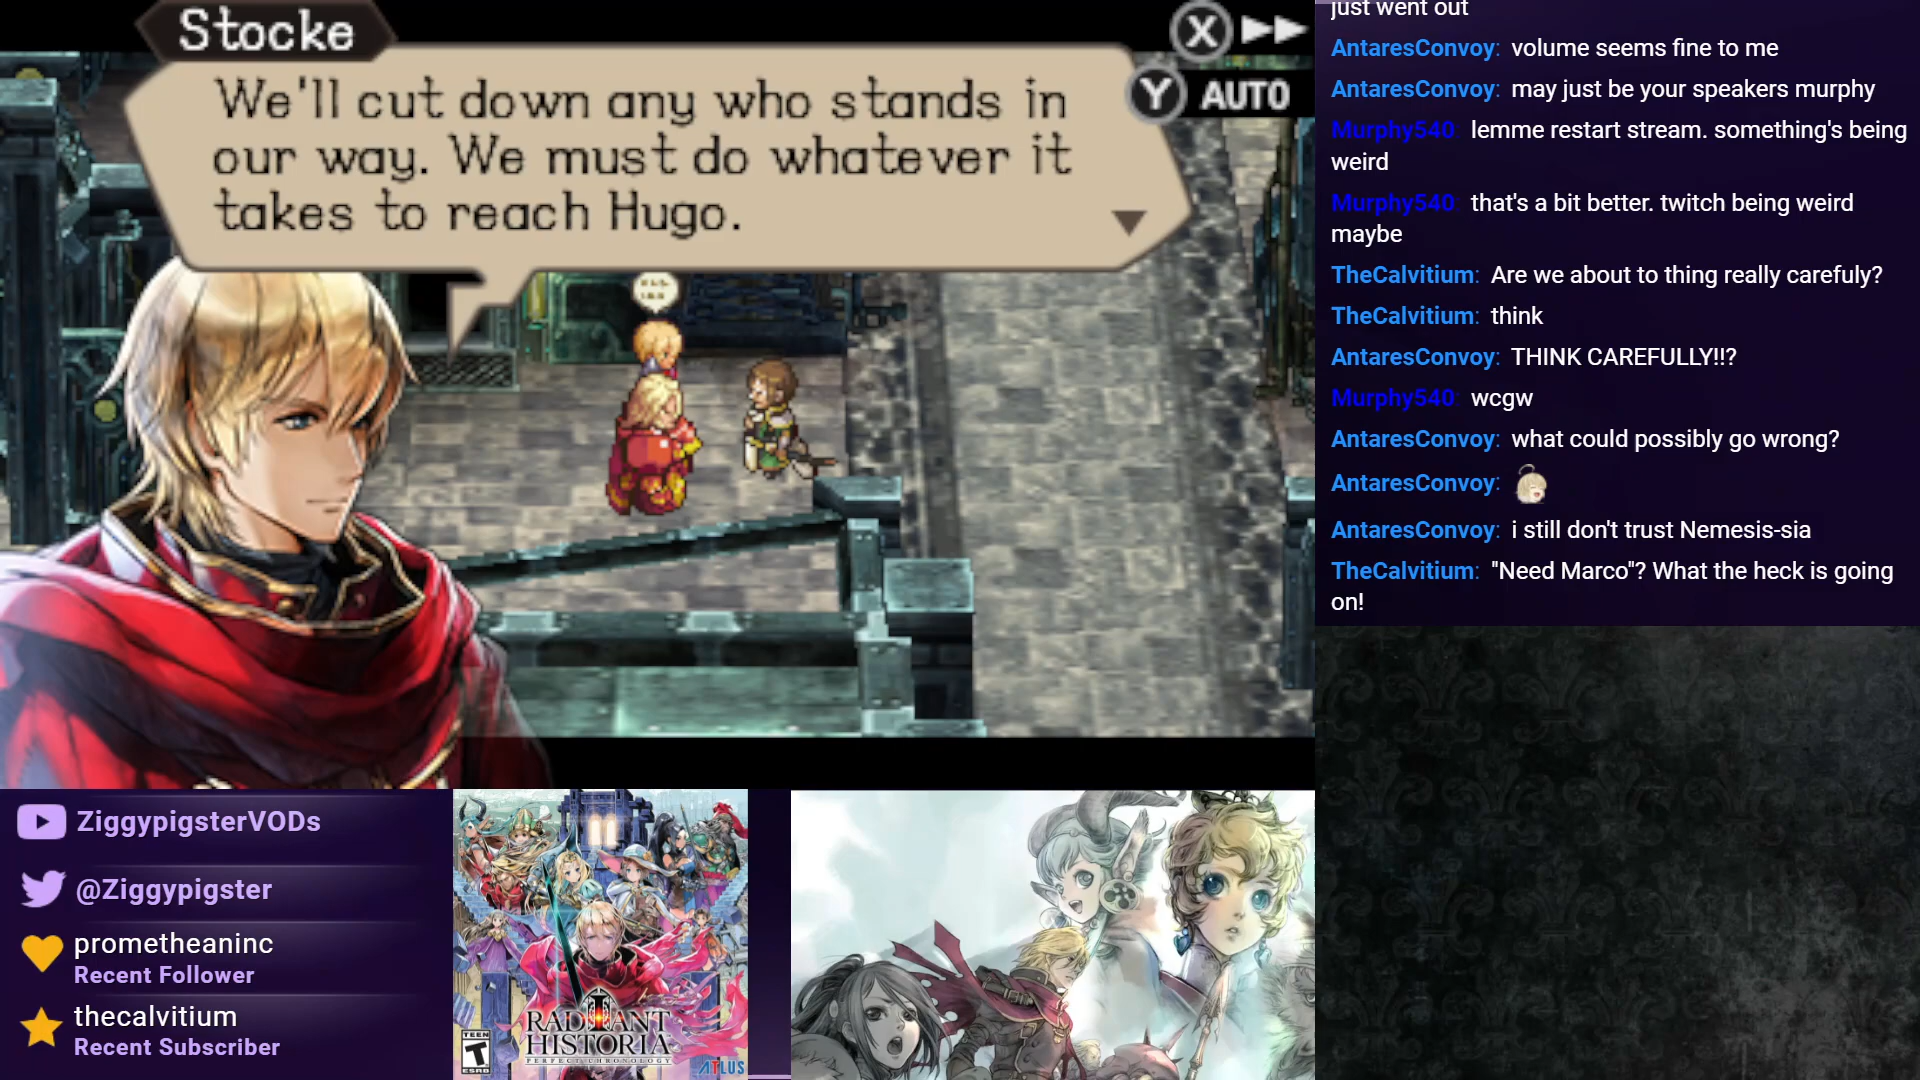 Stocke
We'll cut down any who stands in
our way. We must do whatever it
takes to reach Hugo.
X
Y AUTO
just went out
AntaresConvoy: volume seems fine to me
AntaresConvoy: may just be your speakers murphy
Murphy540: lemme restart stream. something's being
weird
Murphy540: that's a bit better. twitch being weird
maybe
TheCalvitium: Are we about to thing really carefuly?
TheCalvitium: think
AntaresConvoy: THINK CAREFULLY!!?
Murphy540: wcgw
AntaresConvoy: what could possibly go wrong?
AntaresConvoy:
AntaresConvoy: i still don't trust Nemesis-sia
TheCalvitium: "Need Marco"? What the heck is going
on!
ZiggypigsterVODs
@Ziggypigster
prometheaninc
Recent Follower
thecalvitium
Recent Subscriber
RADIANT
HISTORIA
PERFECT CHRONOLOGY
TEEN
T
ESRB
ATLUS